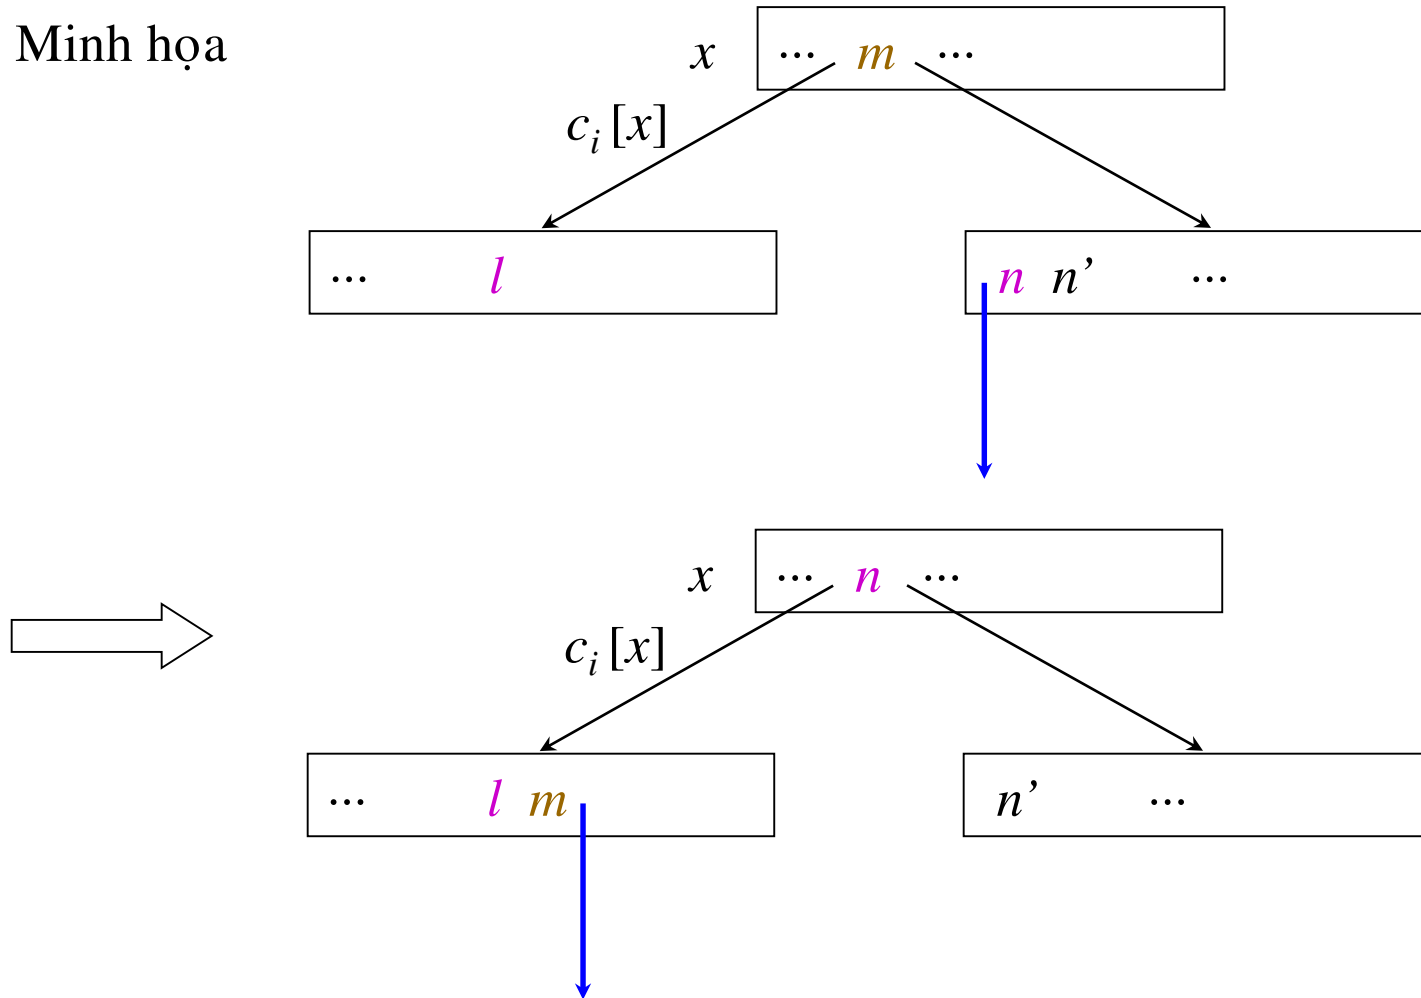 Minh họa
x ... m ...
c_i [x]
... l
n n’ ...
x ... n ...
c_i [x]
... l m
n’ ...